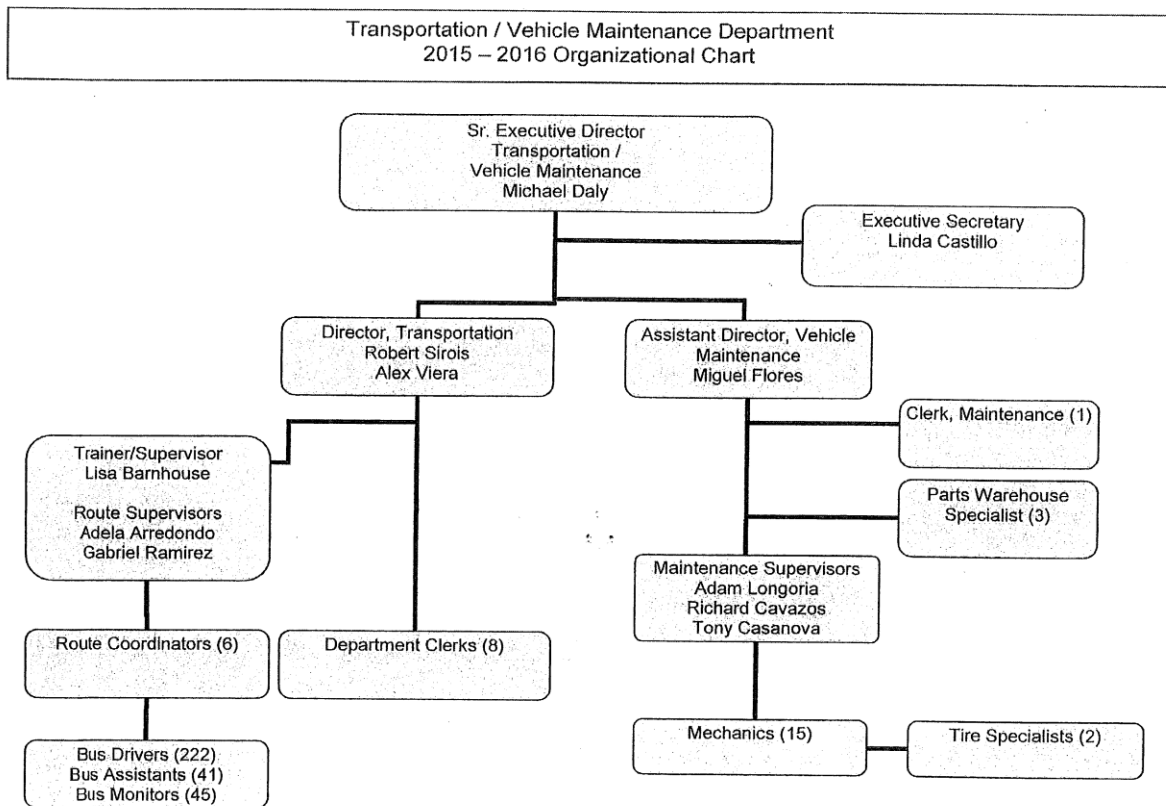 Transportation / Vehicle Maintenance Department
2015 – 2016 Organizational Chart
Sr. Executive Director
Transportation /
Vehicle Maintenance
Michael Daly
Executive Secretary
Linda Castillo
Director, Transportation
Robert Sirois
Alex Viera
Assistant Director, Vehicle
Maintenance
Miguel Flores
Clerk, Maintenance (1)
Trainer/Supervisor
Lisa Barnhouse
Route Supervisors
Adela Arredondo
Gabriel Ramirez
Parts Warehouse
Specialist (3)
Maintenance Supervisors
Adam Longoria
Richard Cavazos
Tony Casanova
Route Coordinators (6)
Department Clerks (8)
Mechanics (15)
Tire Specialists (2)
Bus Drivers (222)
Bus Assistants (41)
Bus Monitors (45)